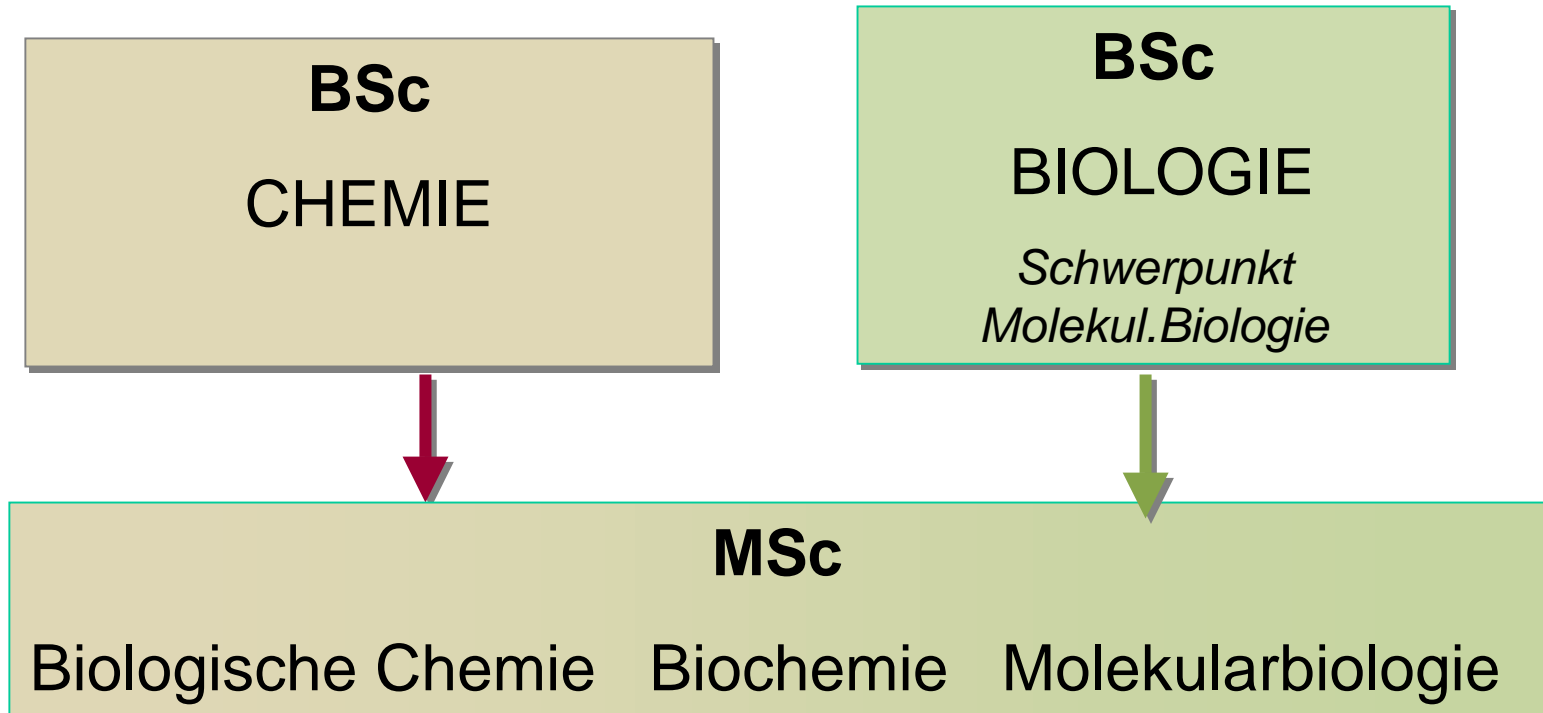 BSc
CHEMIE
BSc
BIOLOGIE
Schwerpunkt
Molekul.Biologie
MSc
Biologische Chemie Biochemie Molekularbiologie